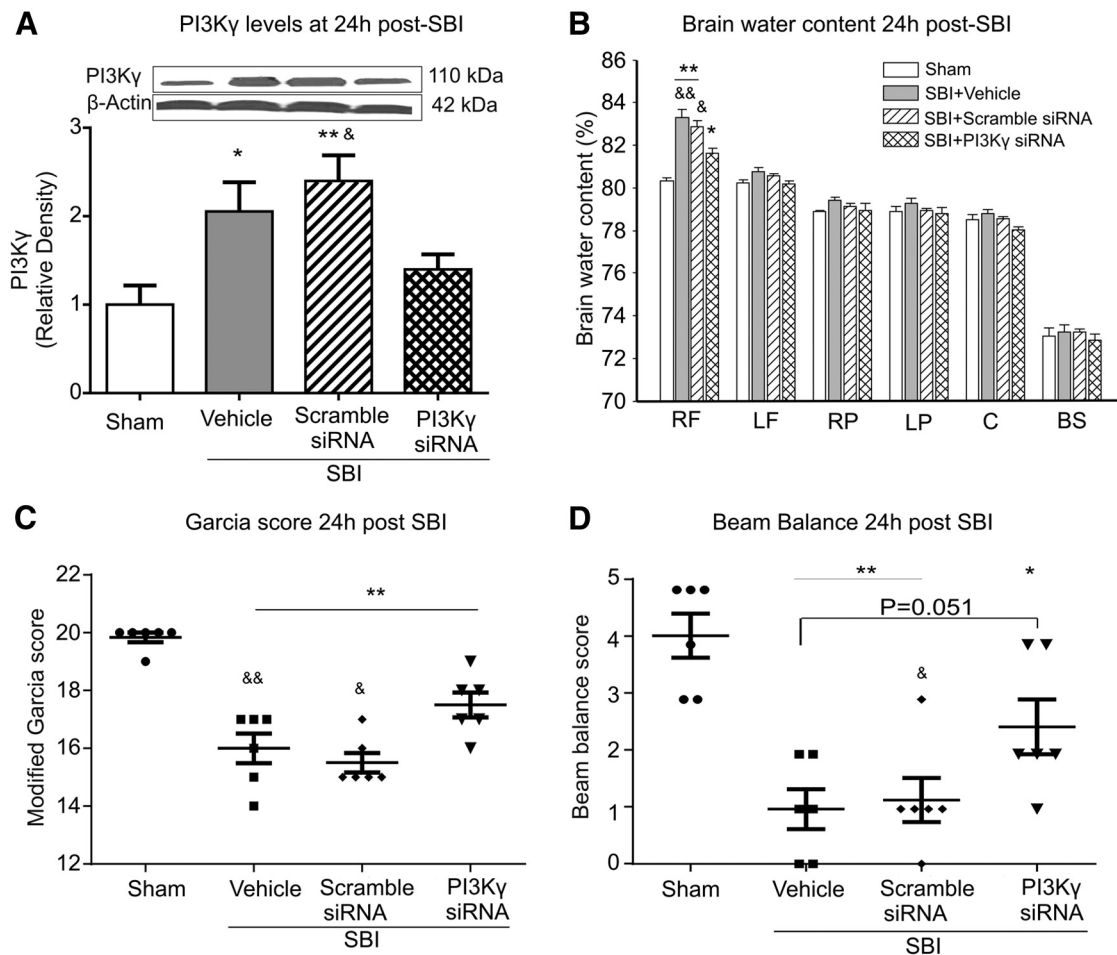 A
PI3Kγ levels at 24h post-SBI
PI3Kγ
110 kDa
β-Actin
42 kDa
PI3Kγ
(Relative Density)
3
2
1
0
*
** &
Sham
Vehicle
Scramble
siRNA
PI3Kγ
siRNA
SBI
B
Brain water content 24h post-SBI
Brain water content (%)
86
84
82
80
78
76
74
72
70
**
&&
&
*
Sham
SBI+Vehicle
SBI+Scramble siRNA
SBI+PI3Kγ siRNA
RF
LF
RP
LP
C
BS
C
Garcia score 24h post SBI
Modified Garcia score
22
20
18
16
14
12
**
&&
&
Sham
Vehicle
Scramble
siRNA
PI3Kγ
siRNA
SBI
D
Beam Balance 24h post SBI
Beam balance score
5
4
3
2
1
0
**
*
P=0.051
&
Sham
Vehicle
Scramble
siRNA
PI3Kγ
siRNA
SBI